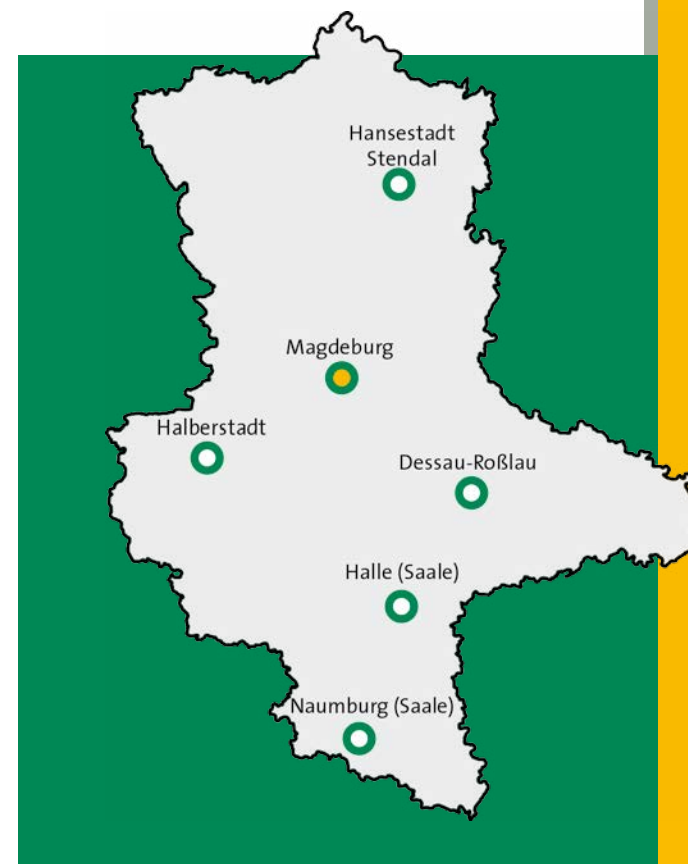 Hansestadt
Stendal
Magdeburg
Halberstadt
Dessau-Roßlau
Halle (Saale)
Naumburg (Saale)